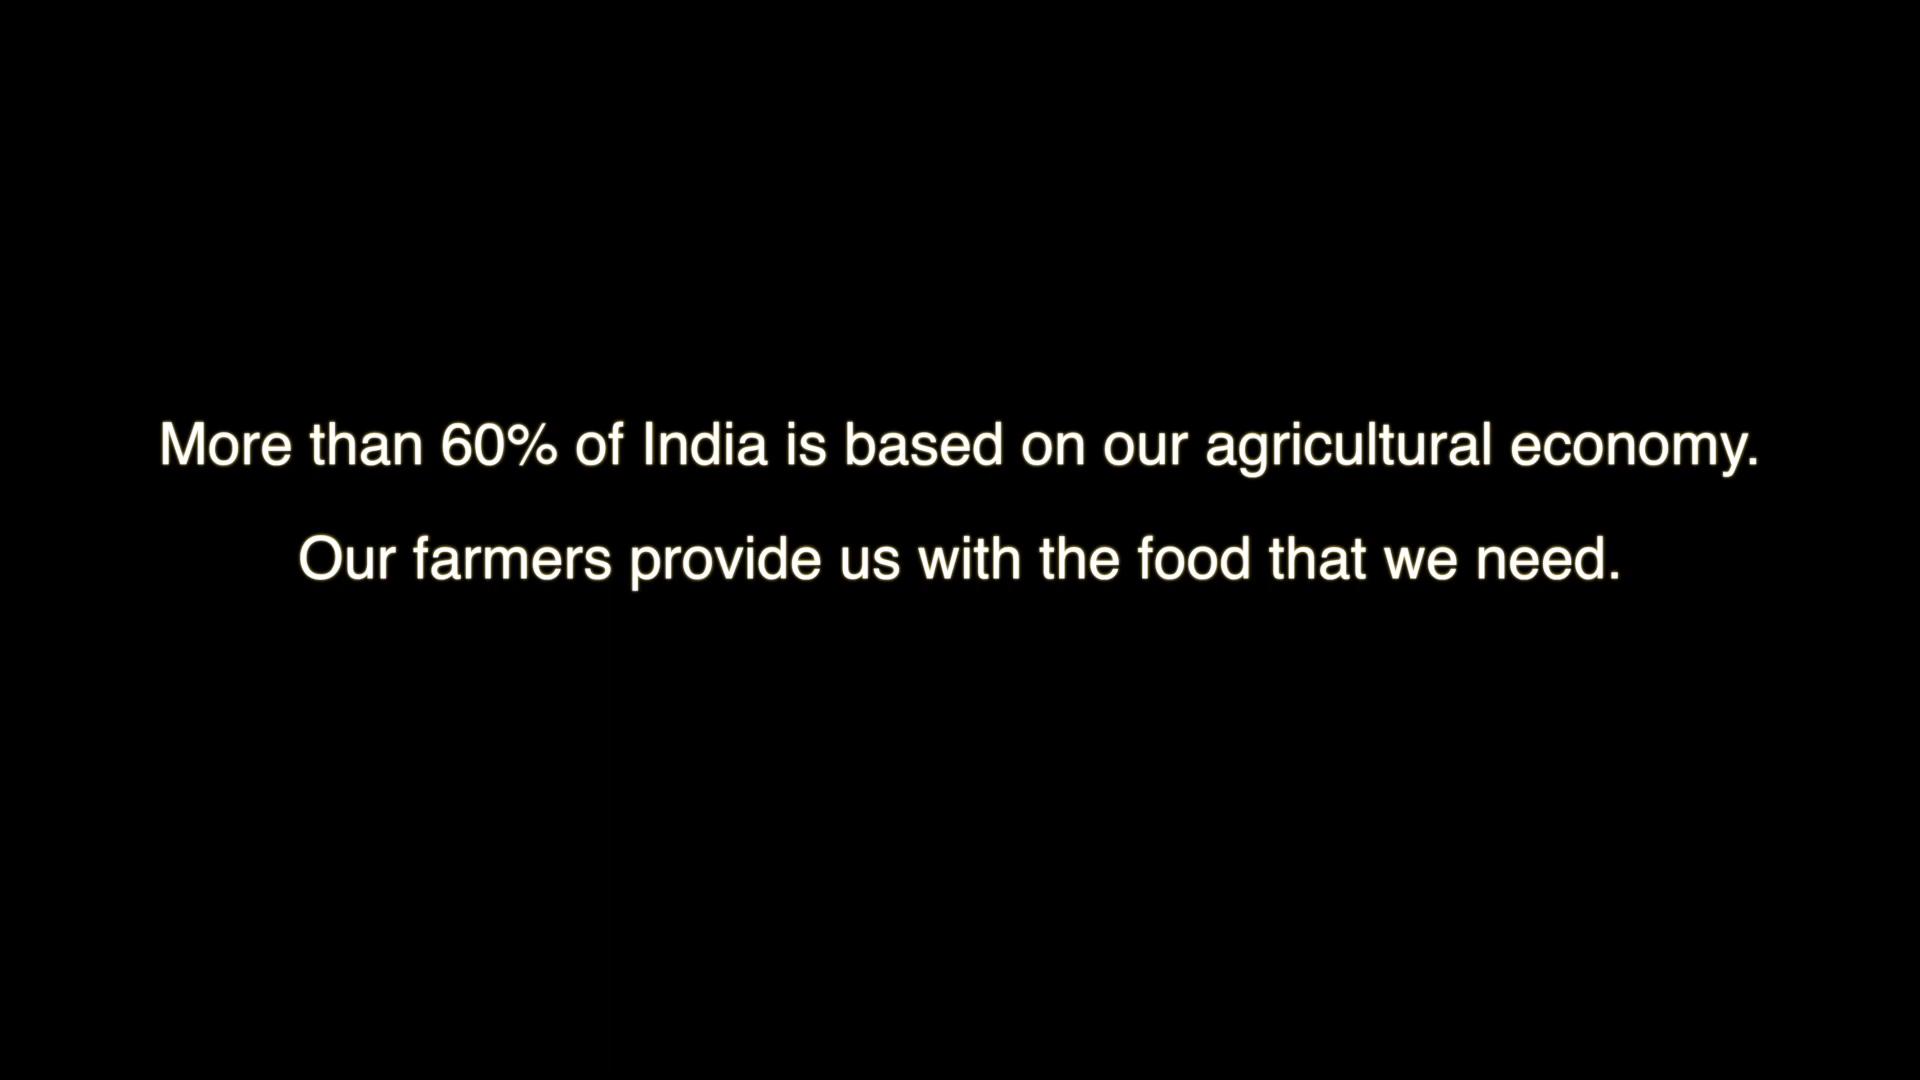 More than 60% of India is based on our agricultural economy.
Our farmers provide us with the food that we need.